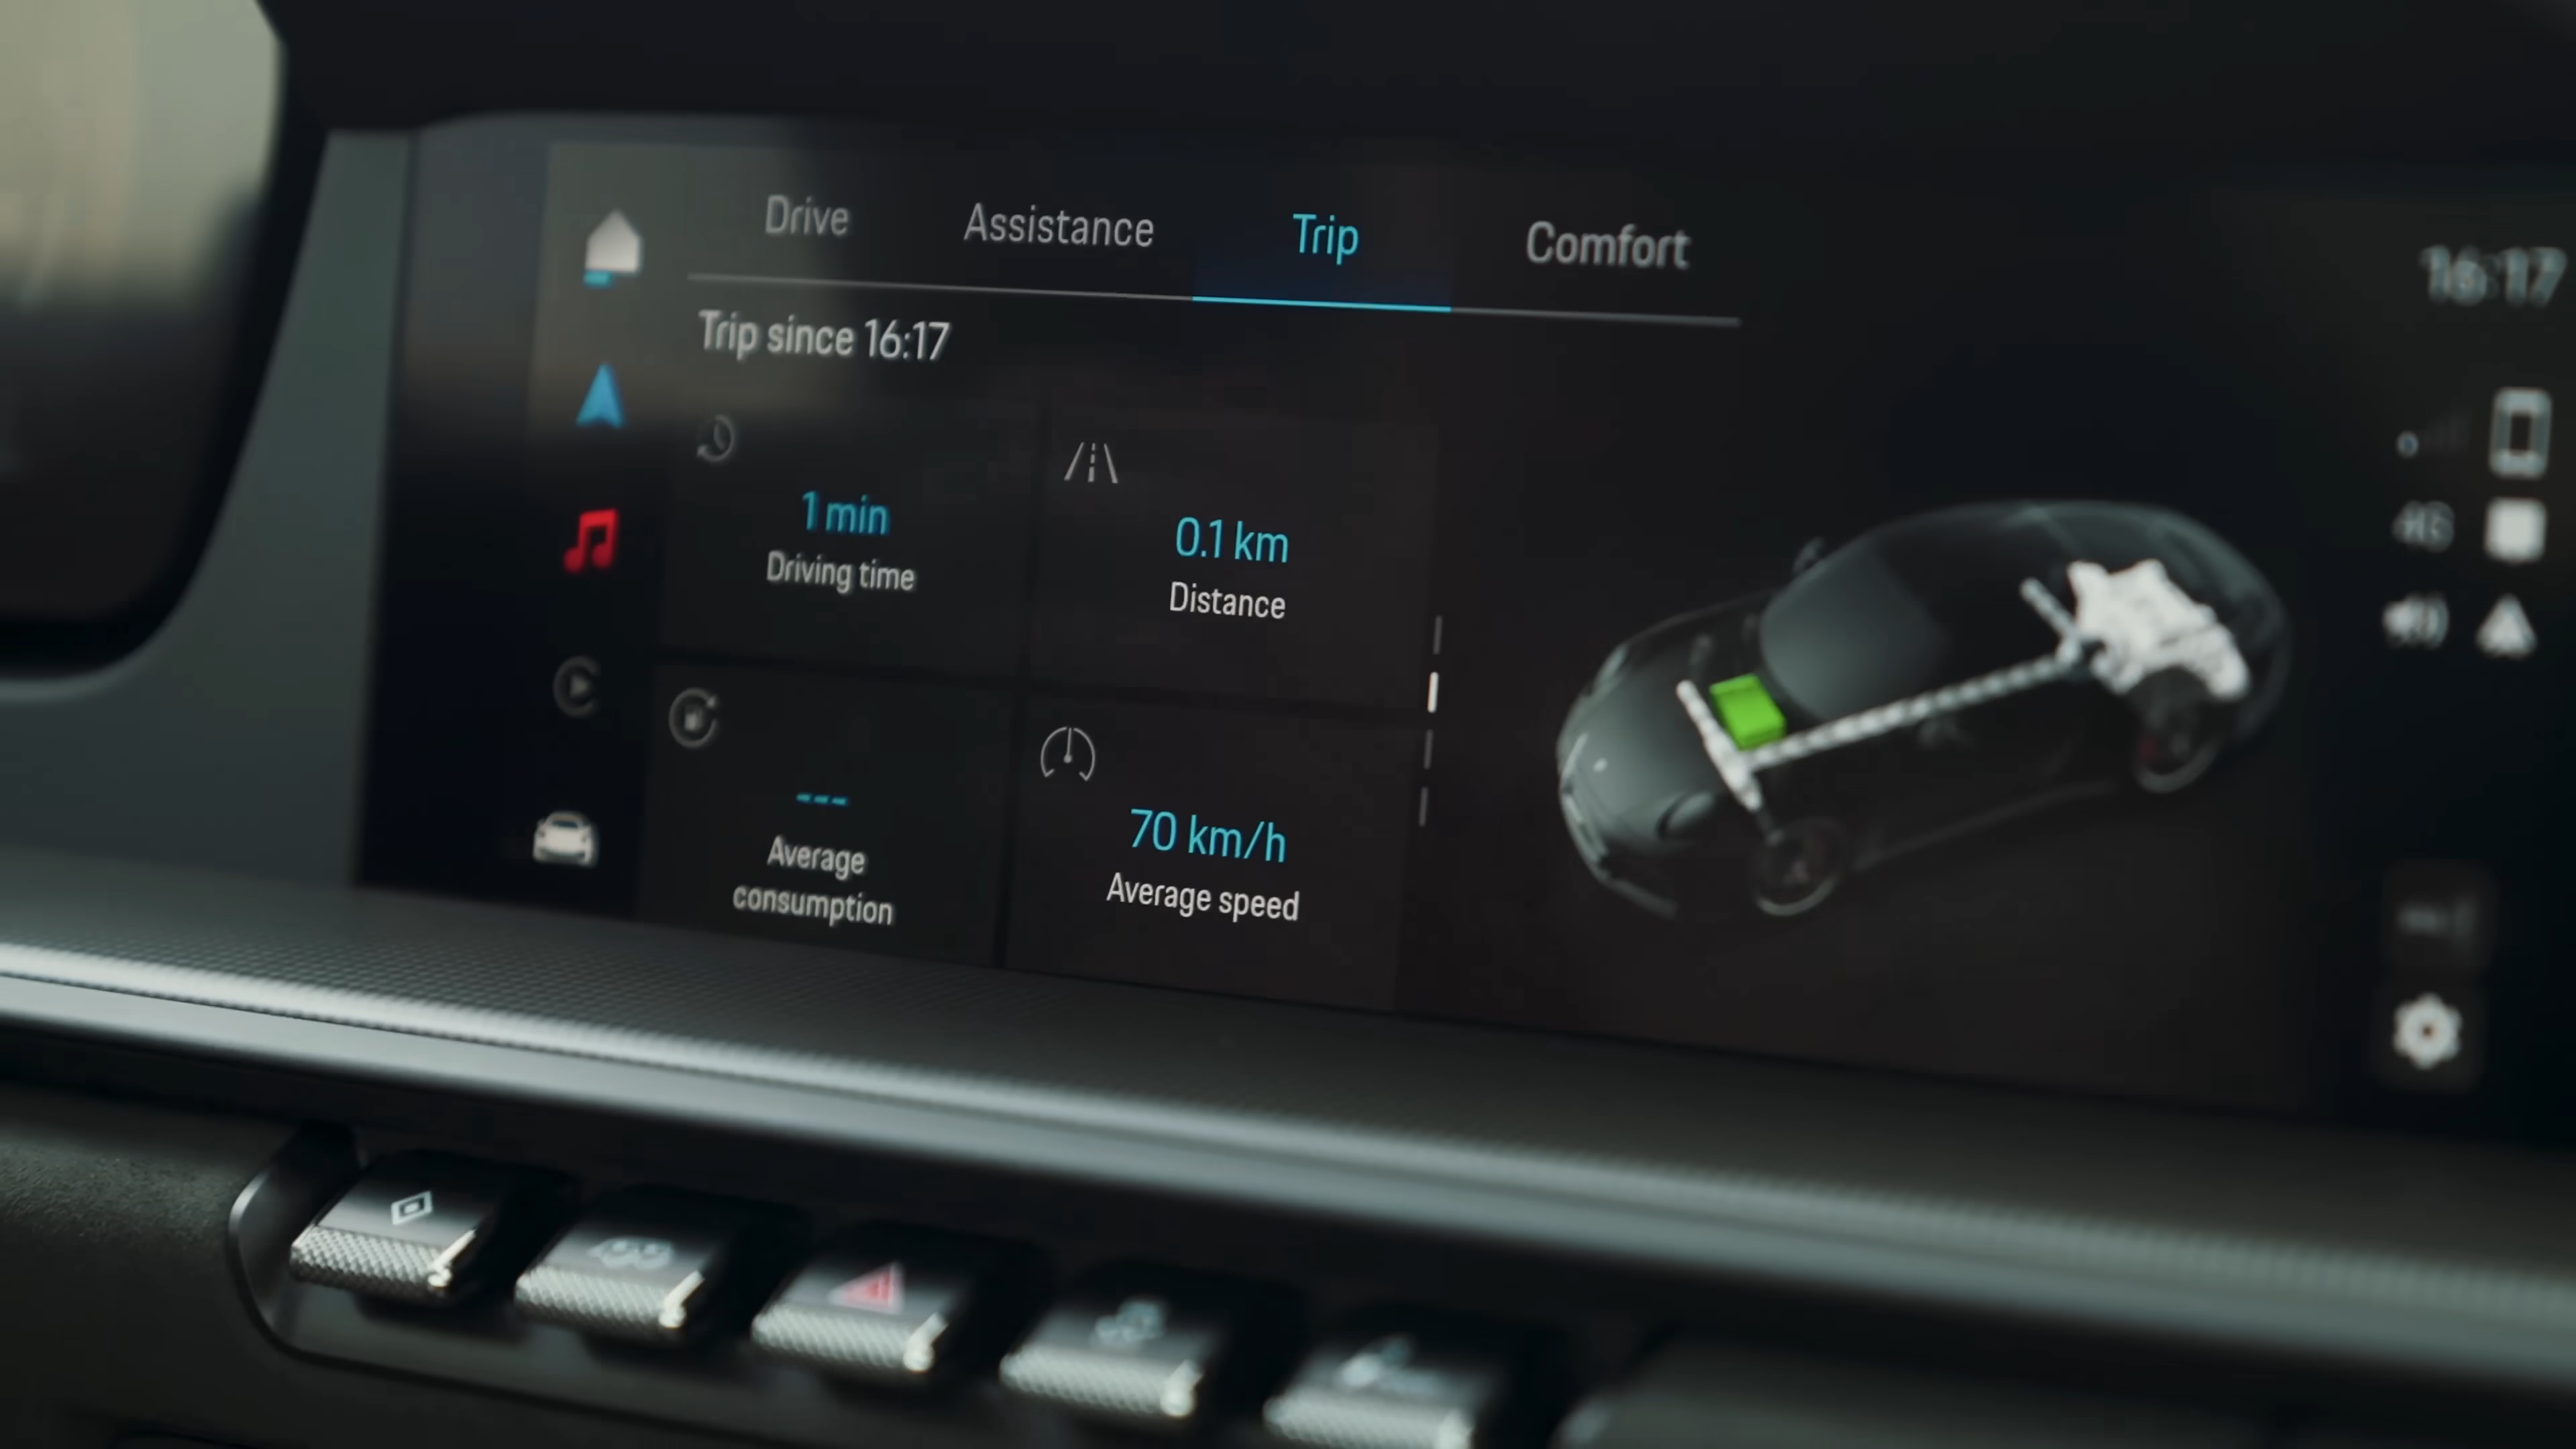 Drive Assistance Trip Comfort
16:17
Trip since 16:17
1 min
Driving time
0.1 km
Distance
4G
---
Average
consumption
70 km/h
Average speed